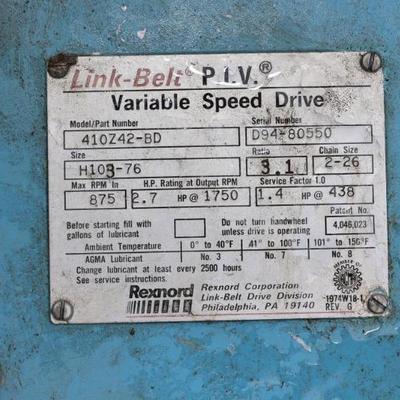 Link-Belt® P.I.V.®
Variable Speed Drive
Model/Part Number Serial Number
410Z42-BD D94-80550
Size Ratio Chain Size
H103-76 3.1 2-26
Max RPM In H.P. Rating at Output RPM Service Factor 1.0
875 2.7 HP @ 1750 1.4 HP @ 438
Patent No.
Before starting fill with Do not turn handwheel 4,046,023
gallons of lubricant unless drive is operating
Ambient Temperature 0° to 40°F 41° to 100°F 101° to 150°F
AGMA Lubricant No. 3 No. 7 No. 8
Change lubricant at least every 2500 hours
See service instructions.
Rexnord Rexnord Corporation
Link-Belt Drive Division
Philadelphia, PA 19140
MEMBER OF
1974W18-1
REV G